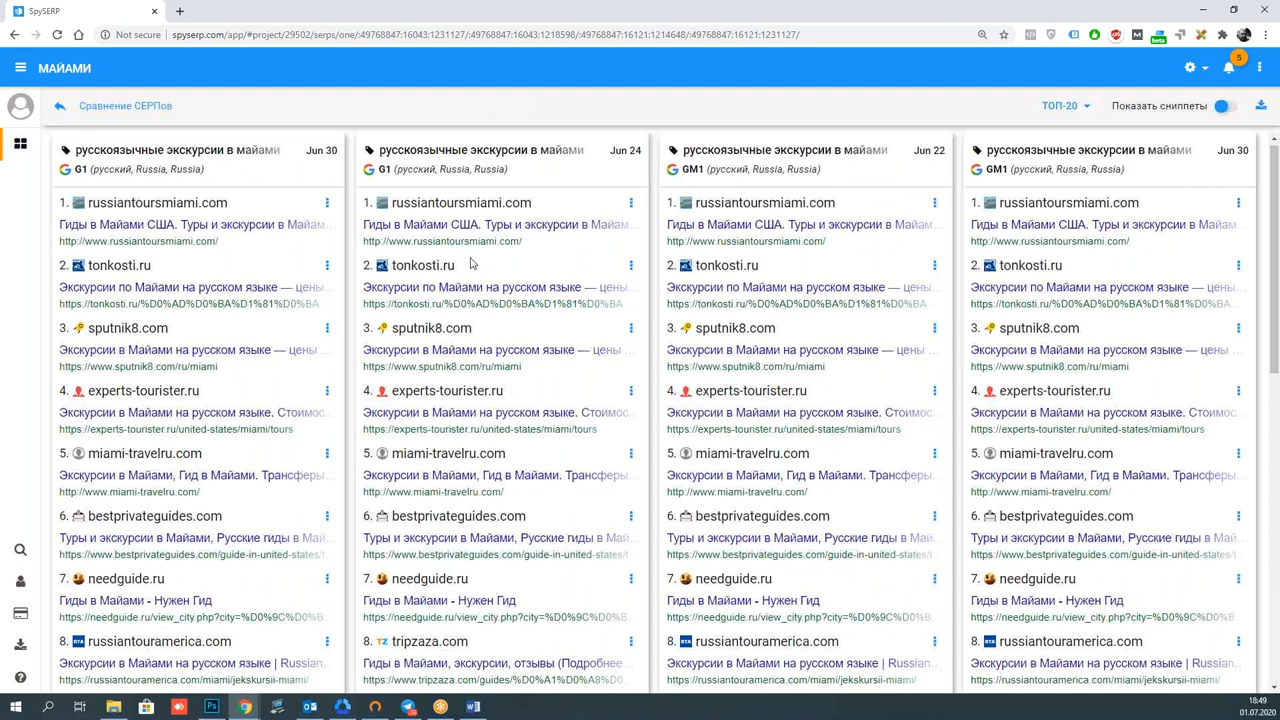 SpySERP
Not secure
spyserp.com/app/#project/29502/serps/one/:49768847:16043:1231127/:49768847:16043:1218598/:49768847:16121:1214648/:49768847:16121:1231127/
beta
МАЙАМИ
5
Сравнение СЕРПов
ТОП-20
Показать сниппеты
русскоязычные экскурсии в майами
Jun 30
G1 (русский, Russia, Russia)
1. russiantoursmiami.com
Гиды в Майами США. Туры и экскурсии в Майам...
http://www.russiantoursmiami.com/
2. tonkosti.ru
Экскурсии по Майами на русском языке — цены
https://tonkosti.ru/%D0%AD%D0%BA%D1%81%D0%BA
3. sputnik8.com
Экскурсии в Майами на русском языке — цены ...
https://www.sputnik8.com/ru/miami
4. experts-tourister.ru
Экскурсии в Майами на русском языке. Стоимос...
https://experts-tourister.ru/united-states/miami/tours
5. miami-travelru.com
Экскурсии в Майами, Гид в Майами. Трансферы
http://www.miami-travelru.com/
6. bestprivateguides.com
Туры и экскурсии в Майами, Русские гиды в Май
https://www.bestprivateguides.com/guide-in-united-states/t
7. needguide.ru
Гиды в Майами - Нужен Гид
https://needguide.ru/view_city.php?city=%D0%9C%D0%B
8. russiantouramerica.com
Экскурсии в Майами на русском языке | Russian...
https://russiantouramerica.com/miami/jekskursii-miami/
русскоязычные экскурсии в майами
Jun 24
G1 (русский, Russia, Russia)
1. russiantoursmiami.com
Гиды в Майами США. Туры и экскурсии в Майам...
http://www.russiantoursmiami.com/
2. tonkosti.ru
Экскурсии по Майами на русском языке — цены
https://tonkosti.ru/%D0%AD%D0%BA%D1%81%D0%BA
3. sputnik8.com
Экскурсии в Майами на русском языке — цены ...
https://www.sputnik8.com/ru/miami
4. experts-tourister.ru
Экскурсии в Майами на русском языке. Стоимос...
https://experts-tourister.ru/united-states/miami/tours
5. miami-travelru.com
Экскурсии в Майами, Гид в Майами. Трансферы
http://www.miami-travelru.com/
6. bestprivateguides.com
Туры и экскурсии в Майами, Русские гиды в Май
https://www.bestprivateguides.com/guide-in-united-states/t
7. needguide.ru
Гиды в Майами - Нужен Гид
https://needguide.ru/view_city.php?city=%D0%9C%D0%B
8. tripzaza.com
Гиды в Майами, экскурсии, отзывы (Подробнее ...
https://www.tripzaza.com/guides/%D0%A1%D0%A8%D0
русскоязычные экскурсии в майами
Jun 22
GM1 (русский, Russia, Russia)
1. russiantoursmiami.com
Гиды в Майами США. Туры и экскурсии в Майам...
http://www.russiantoursmiami.com/
2. tonkosti.ru
Экскурсии по Майами на русском языке — цены
https://tonkosti.ru/%D0%AD%D0%BA%D1%81%D0%BA
3. sputnik8.com
Экскурсии в Майами на русском языке — цены ...
https://www.sputnik8.com/ru/miami
4. experts-tourister.ru
Экскурсии в Майами на русском языке. Стоимос...
https://experts-tourister.ru/united-states/miami/tours
5. miami-travelru.com
Экскурсии в Майами, Гид в Майами. Трансферы
http://www.miami-travelru.com/
6. bestprivateguides.com
Туры и экскурсии в Майами, Русские гиды в Май
https://www.bestprivateguides.com/guide-in-united-states/t
7. needguide.ru
Гиды в Майами - Нужен Гид
https://needguide.ru/view_city.php?city=%D0%9C%D0%B
8. russiantouramerica.com
Экскурсии в Майами на русском языке | Russian...
https://russiantouramerica.com/miami/jekskursii-miami/
русскоязычные экскурсии в майами
Jun 30
GM1 (русский, Russia, Russia)
1. russiantoursmiami.com
Гиды в Майами США. Туры и экскурсии в Майам...
http://www.russiantoursmiami.com/
2. tonkosti.ru
Экскурсии по Майами на русском языке — цены
https://tonkosti.ru/%D0%AD%D0%BA%D1%81%D0%BA
3. sputnik8.com
Экскурсии в Майами на русском языке — цены ...
https://www.sputnik8.com/ru/miami
4. experts-tourister.ru
Экскурсии в Майами на русском языке. Стоимос...
https://experts-tourister.ru/united-states/miami/tours
5. miami-travelru.com
Экскурсии в Майами, Гид в Майами. Трансферы
http://www.miami-travelru.com/
6. bestprivateguides.com
Туры и экскурсии в Майами, Русские гиды в Май
https://www.bestprivateguides.com/guide-in-united-states/t
7. needguide.ru
Гиды в Майами - Нужен Гид
https://needguide.ru/view_city.php?city=%D0%9C%D0%B
8. russiantouramerica.com
Экскурсии в Майами на русском языке | Russian...
https://russiantouramerica.com/miami/jekskursii-miami/
18:49
01.07.2020